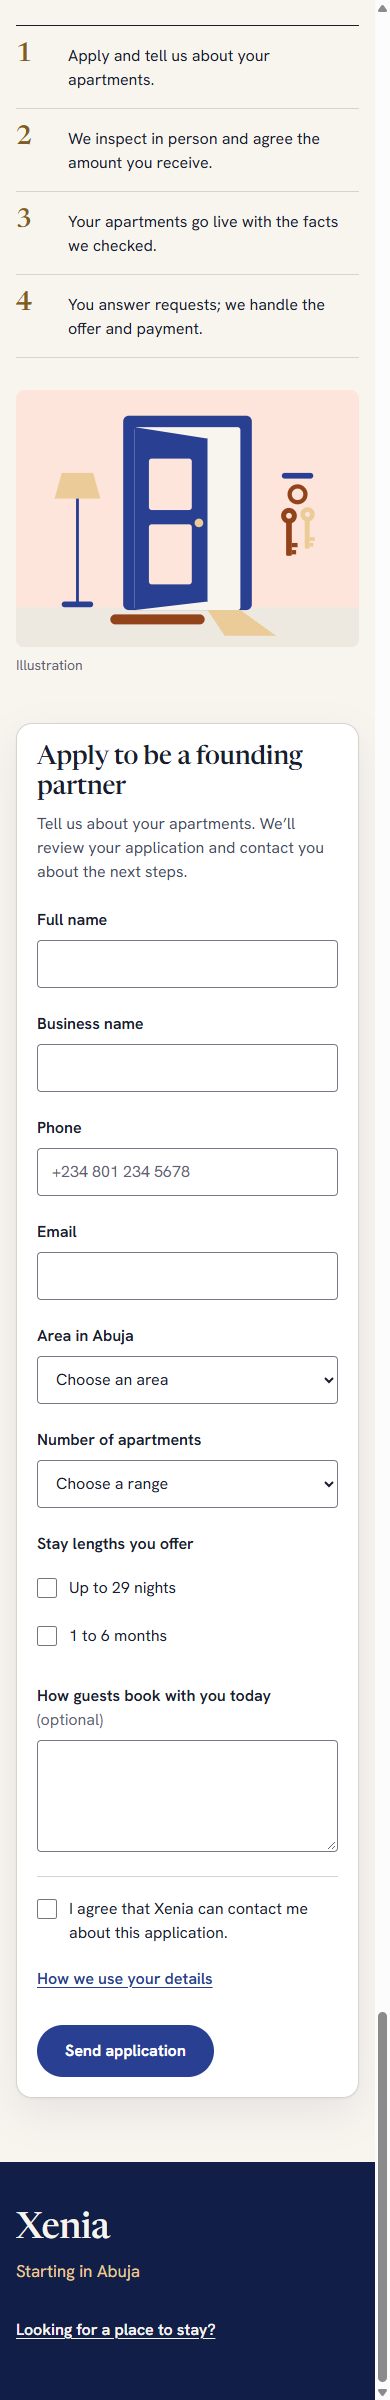 1
Apply and tell us about your
apartments.
2
We inspect in person and agree the
amount you receive.
3
Your apartments go live with the facts
we checked.
4
You answer requests; we handle the
offer and payment.
Illustration
Apply to be a founding
partner
Tell us about your apartments. We’ll
review your application and contact you
about the next steps.
Full name
Business name
Phone
+234 801 234 5678
Email
Area in Abuja
Choose an area
Number of apartments
Choose a range
Stay lengths you offer
Up to 29 nights
1 to 6 months
How guests book with you today
(optional)
I agree that Xenia can contact me
about this application.
How we use your details
Send application
Xenia
Starting in Abuja
Looking for a place to stay?